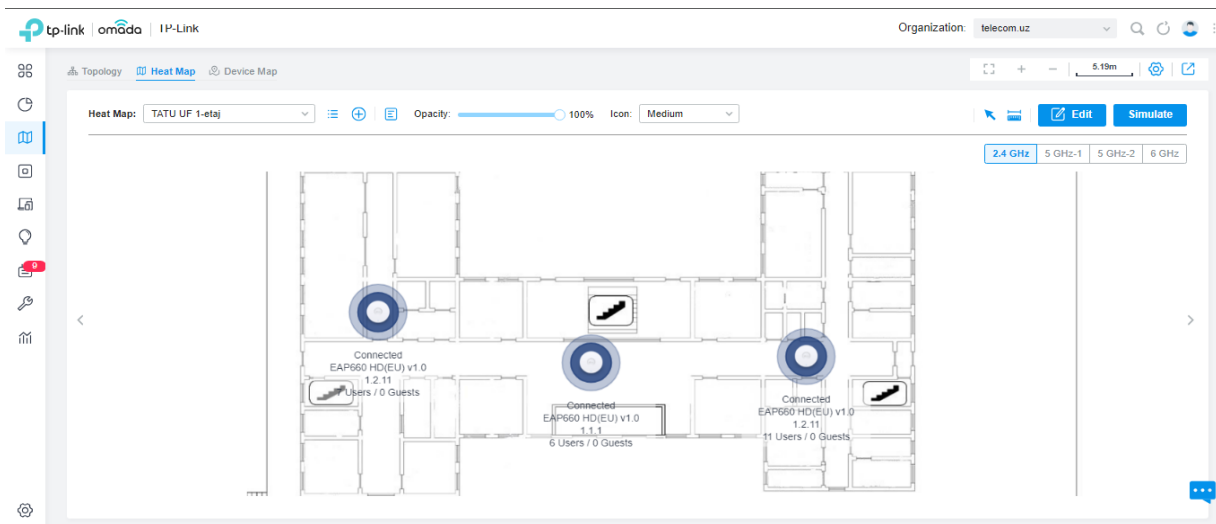 tp-link omada TP-Link Organization: telecom.uz
Topology Heat Map Device Map 5.19m
Heat Map: TATU UF 1-etaj Opacity: 100% Icon: Medium Edit Simulate
2.4 GHz 5 GHz-1 5 GHz-2 6 GHz
9
Connected
EAP660 HD(EU) v1.0
1.2.11
7 Users / 0 Guests
Connected
EAP660 HD(EU) v1.0
1.1.1
6 Users / 0 Guests
Connected
EAP660 HD(EU) v1.0
1.2.11
11 Users / 0 Guests